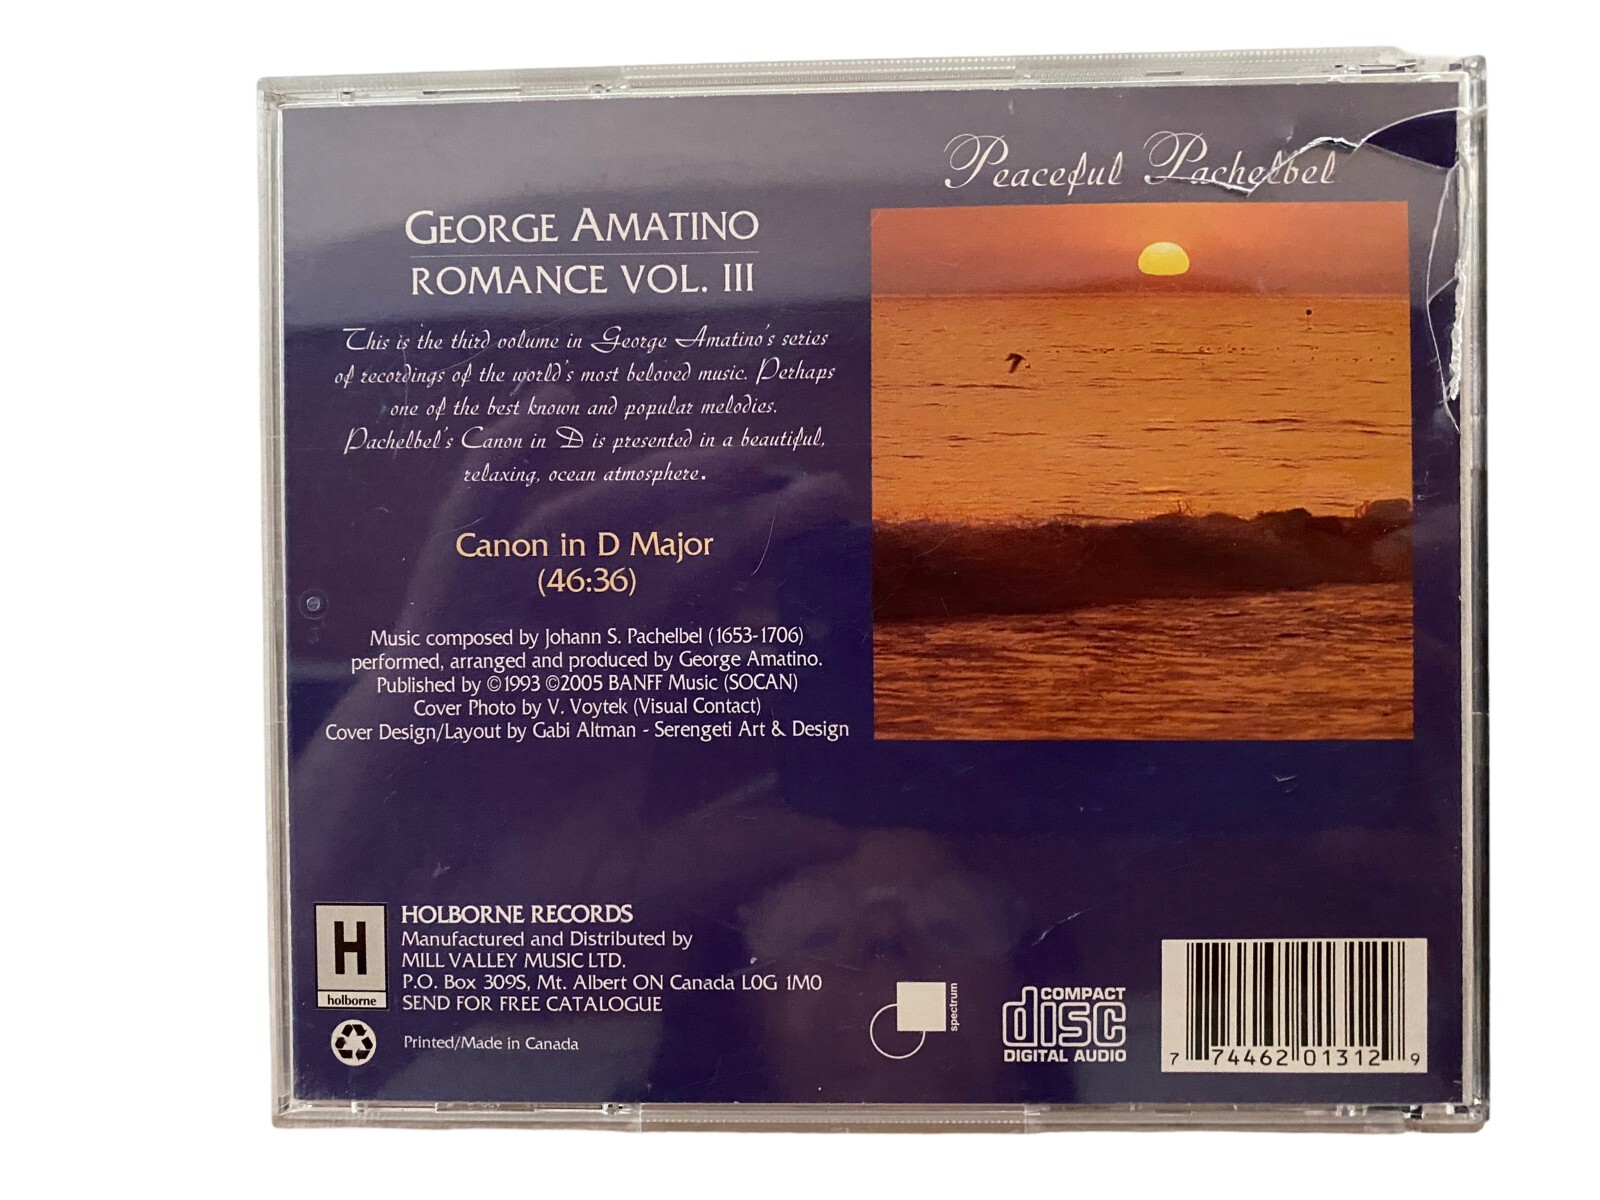 Peaceful Pachelbel
GEORGE AMATINO
ROMANCE VOL. III
This is the third volume in George Amatino's series
of recordings of the world's most beloved music. Perhaps
one of the best known and popular melodies.
Pachelbel's Canon in D is presented in a beautiful,
relaxing, ocean atmosphere.
Canon in D Major
(46:36)
Music composed by Johann S. Pachelbel (1653-1706)
performed, arranged and produced by George Amatino.
Published by ©1993 ©2005 BANFF Music (SOCAN)
Cover Photo by V. Voytek (Visual Contact)
Cover Design/Layout by Gabi Altman - Serengeti Art & Design
H
holborne
HOLBORNE RECORDS
Manufactured and Distributed by
MILL VALLEY MUSIC LTD.
P.O. Box 309S, Mt. Albert ON Canada L0G 1M0
SEND FOR FREE CATALOGUE
Printed/Made in Canada
spectrum
COMPACT
disc
DIGITAL AUDIO
7 74462 01312 9